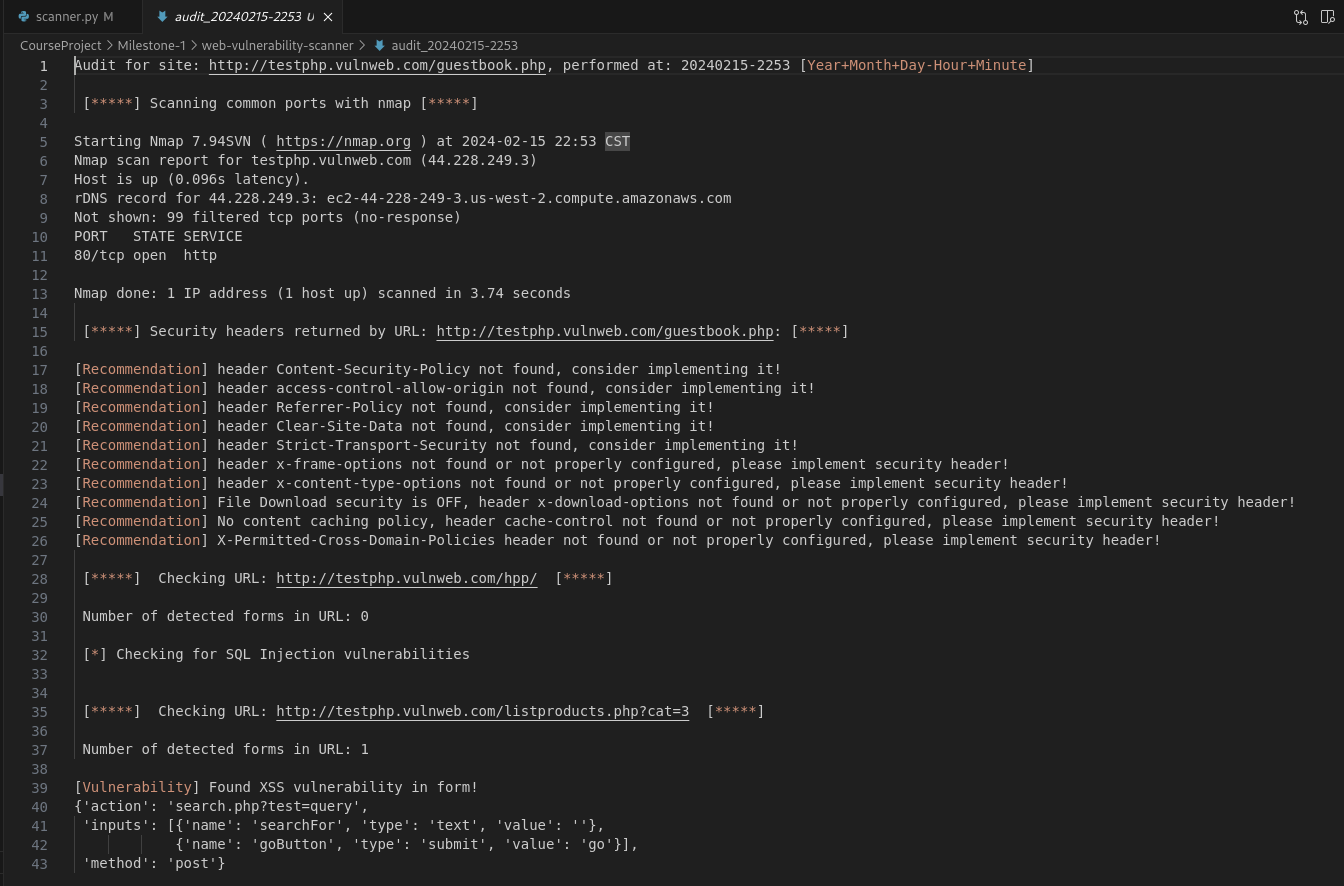 scanner.py M
audit_20240215-2253 U
CourseProject > Milestone-1 > web-vulnerability-scanner > audit_20240215-2253
1 Audit for site: http://testphp.vulnweb.com/guestbook.php, performed at: 20240215-2253 [Year+Month+Day-Hour+Minute]
2
3 [*****] Scanning common ports with nmap [*****]
4
5 Starting Nmap 7.94SVN ( https://nmap.org ) at 2024-02-15 22:53 CST
6 Nmap scan report for testphp.vulnweb.com (44.228.249.3)
7 Host is up (0.096s latency).
8 rDNS record for 44.228.249.3: ec2-44-228-249-3.us-west-2.compute.amazonaws.com
9 Not shown: 99 filtered tcp ports (no-response)
10 PORT   STATE SERVICE
11 80/tcp open  http
12
13 Nmap done: 1 IP address (1 host up) scanned in 3.74 seconds
14
15 [*****] Security headers returned by URL: http://testphp.vulnweb.com/guestbook.php: [*****]
16
17 [Recommendation] header Content-Security-Policy not found, consider implementing it!
18 [Recommendation] header access-control-allow-origin not found, consider implementing it!
19 [Recommendation] header Referrer-Policy not found, consider implementing it!
20 [Recommendation] header Clear-Site-Data not found, consider implementing it!
21 [Recommendation] header Strict-Transport-Security not found, consider implementing it!
22 [Recommendation] header x-frame-options not found or not properly configured, please implement security header!
23 [Recommendation] header x-content-type-options not found or not properly configured, please implement security header!
24 [Recommendation] File Download security is OFF, header x-download-options not found or not properly configured, please implement security header!
25 [Recommendation] No content caching policy, header cache-control not found or not properly configured, please implement security header!
26 [Recommendation] X-Permitted-Cross-Domain-Policies header not found or not properly configured, please implement security header!
27
28 [*****]  Checking URL: http://testphp.vulnweb.com/hpp/  [*****]
29
30 Number of detected forms in URL: 0
31
32 [*] Checking for SQL Injection vulnerabilities
33
34
35 [*****]  Checking URL: http://testphp.vulnweb.com/listproducts.php?cat=3  [*****]
36
37 Number of detected forms in URL: 1
38
39 [Vulnerability] Found XSS vulnerability in form!
40 {'action': 'search.php?test=query',
41 'inputs': [{'name': 'searchFor', 'type': 'text', 'value': ''},
42 {'name': 'goButton', 'type': 'submit', 'value': 'go'}],
43 'method': 'post'}